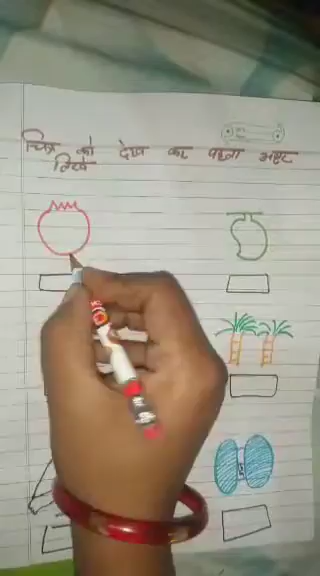 चित्र को देख कर पहला अक्षर
लिखे